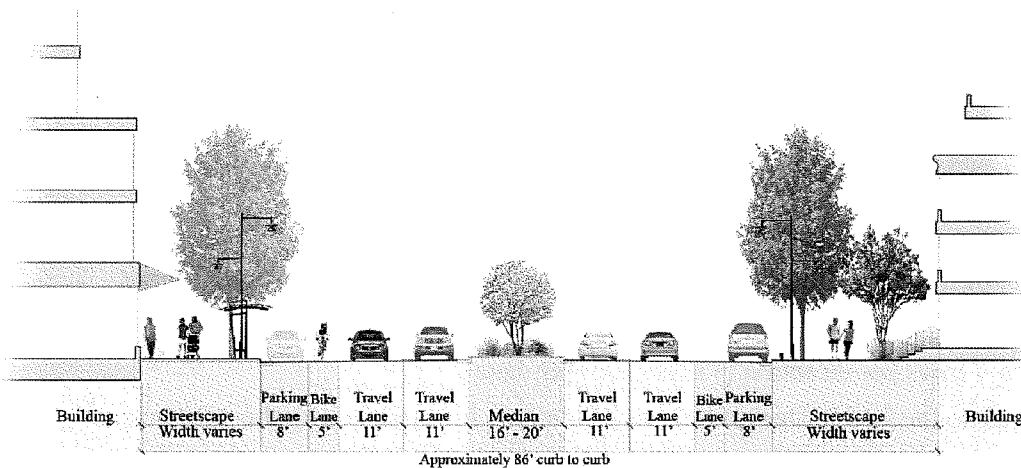 Building
Streetscape
Width varies
Parking Lane
8'
Bike Lane
5'
Travel Lane
11'
Travel Lane
11'
Median
16' - 20'
Travel Lane
11'
Travel Lane
11'
Bike Lane
5'
Parking Lane
8'
Streetscape
Width varies
Building
Approximately 86' curb to curb